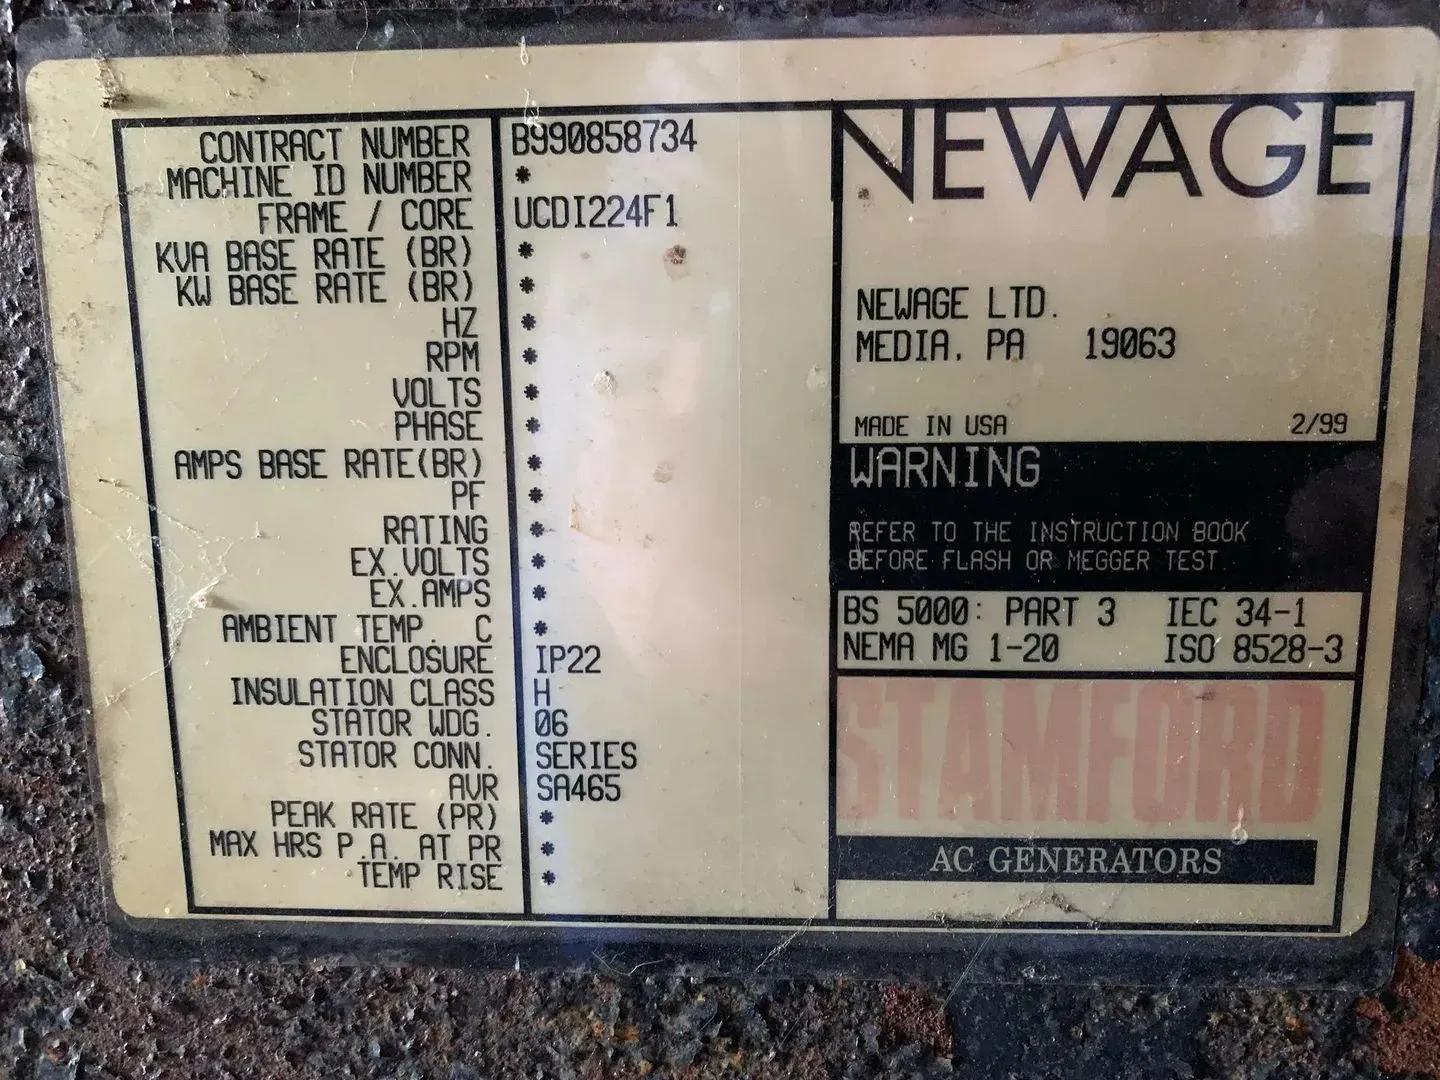 CONTRACT NUMBER B990858734
MACHINE ID NUMBER *
FRAME / CORE UCDI224F1
KVA BASE RATE (BR) *
KW BASE RATE (BR) *
HZ *
RPM *
VOLTS *
PHASE *
AMPS BASE RATE(BR) *
PF *
RATING *
EX.VOLTS *
EX.AMPS *
AMBIENT TEMP. C *
ENCLOSURE IP22
INSULATION CLASS H
STATOR WDG. 06
STATOR CONN. SERIES
AVR SA465
PEAK RATE (PR) *
MAX HRS P.A. AT PR *
TEMP RISE *
NEWAGE
NEWAGE LTD.
MEDIA, PA 19063
MADE IN USA 2/99
WARNING
REFER TO THE INSTRUCTION BOOK
BEFORE FLASH OR MEGGER TEST.
BS 5000: PART 3 IEC 34-1
NEMA MG 1-20 ISO 8528-3
STAMFORD
AC GENERATORS